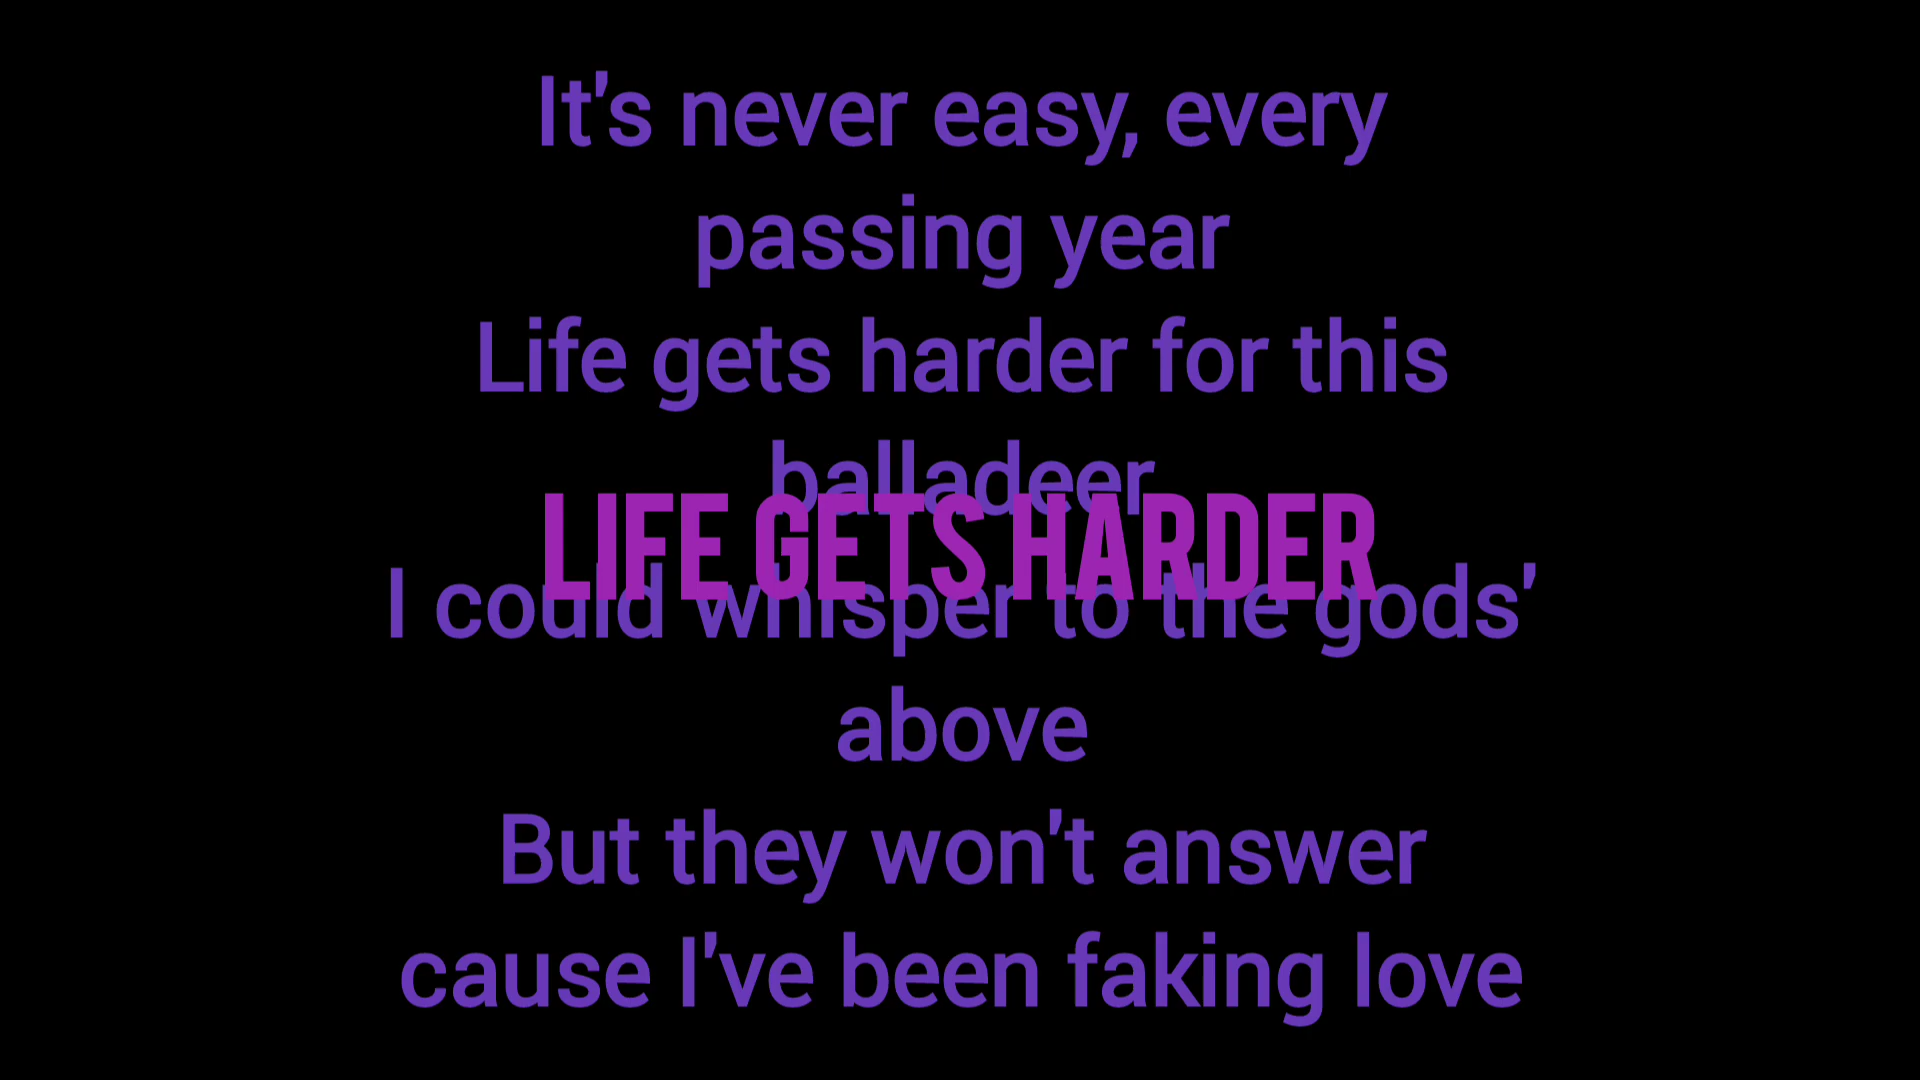 It's never easy, every
passing year
Life gets harder for this
balladeer
LIFE GETS HARDER
I could whisper to the gods'
above
But they won't answer
cause I've been faking love